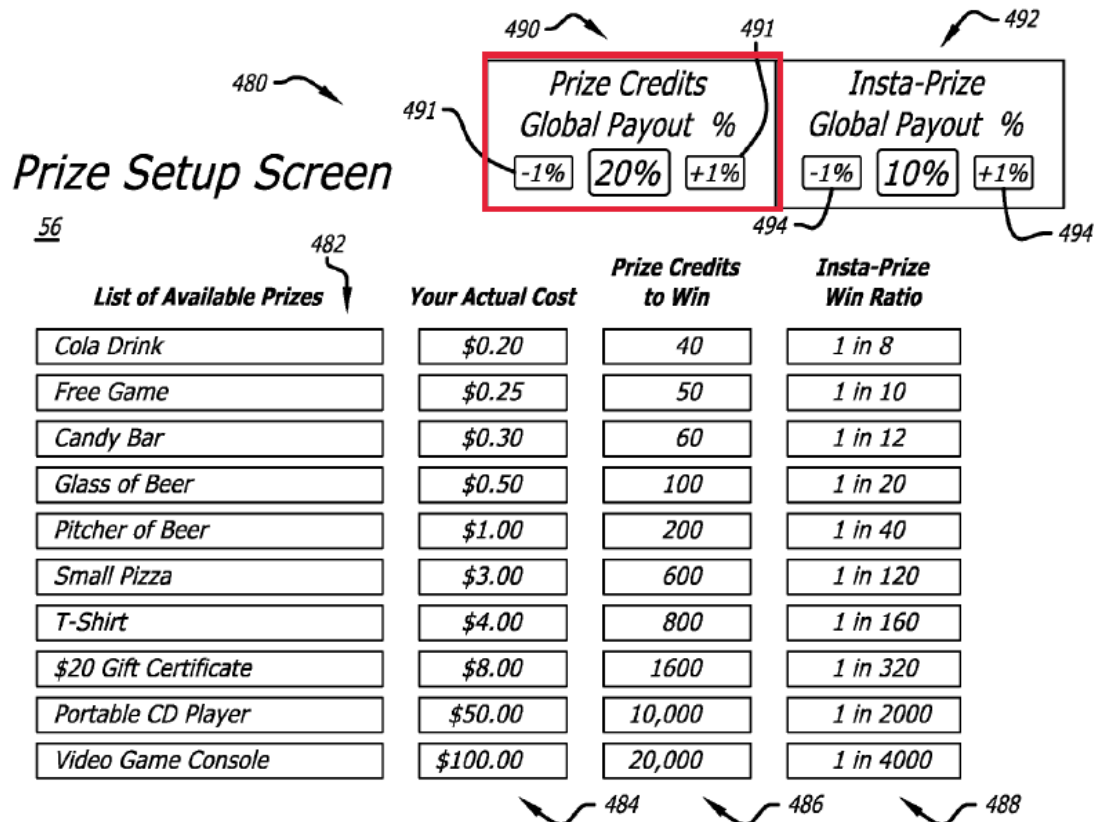 490
491
492
480
491
Prize Credits
Global Payout %
-1% 20% +1%
Insta-Prize
Global Payout %
-1% 10% +1%
Prize Setup Screen
56
494
494
482
List of Available Prizes Your Actual Cost Prize Credits to Win Insta-Prize Win Ratio
Cola Drink $0.20 40 1 in 8
Free Game $0.25 50 1 in 10
Candy Bar $0.30 60 1 in 12
Glass of Beer $0.50 100 1 in 20
Pitcher of Beer $1.00 200 1 in 40
Small Pizza $3.00 600 1 in 120
T-Shirt $4.00 800 1 in 160
$20 Gift Certificate $8.00 1600 1 in 320
Portable CD Player $50.00 10,000 1 in 2000
Video Game Console $100.00 20,000 1 in 4000
484 486 488